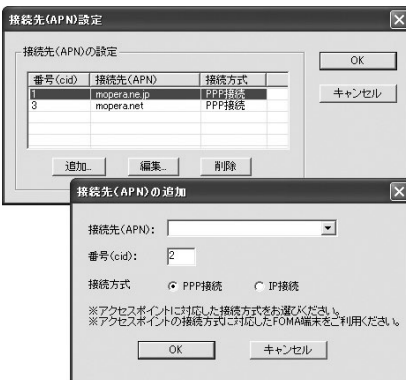 接続先(APN)設定
接続先(APN)の設定
番号(cid) 接続先(APN) 接続方式
1 mopera.ne.jp PPP接続
3 mopera.net PPP接続
OK
キャンセル
追加... 編集... 削除
接続先(APN)の追加
接続先(APN):
番号(cid): 2
接続方式 PPP接続 IP接続
※アクセスポイントに対応した接続方式をお選びください。
※アクセスポイントの接続方式に対応したFOMA端末をご利用ください。
OK キャンセル